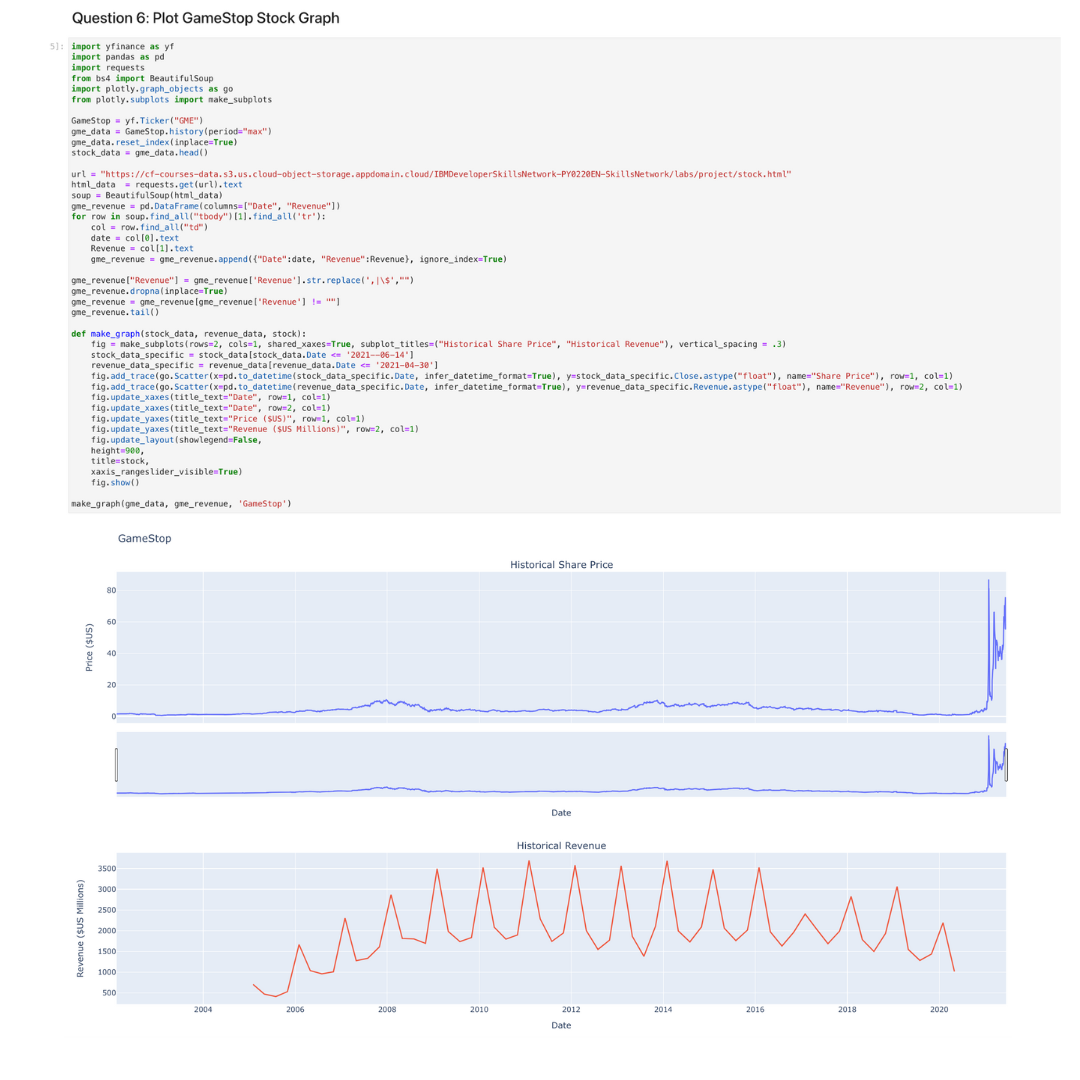 Question 6: Plot GameStop Stock Graph
5]:
import yfinance as yf
import pandas as pd
import requests
from bs4 import BeautifulSoup
import plotly.graph_objects as go
from plotly.subplots import make_subplots

GameStop = yf.Ticker("GME")
gme_data = GameStop.history(period="max")
gme_data.reset_index(inplace=True)
stock_data = gme_data.head()

url = "https://cf-courses-data.s3.us.cloud-object-storage.appdomain.cloud/IBMDeveloperSkillsNetwork-PY0220EN-SkillsNetwork/labs/project/stock.html"
html_data  = requests.get(url).text
soup = BeautifulSoup(html_data)
gme_revenue = pd.DataFrame(columns=["Date", "Revenue"])
for row in soup.find_all("tbody")[1].find_all('tr'):
    col = row.find_all("td")
    date = col[0].text
    Revenue = col[1].text
    gme_revenue = gme_revenue.append({"Date":date, "Revenue":Revenue}, ignore_index=True)

gme_revenue["Revenue"] = gme_revenue['Revenue'].str.replace(',|\$',"")
gme_revenue.dropna(inplace=True)
gme_revenue = gme_revenue[gme_revenue['Revenue'] != ""]
gme_revenue.tail()

def make_graph(stock_data, revenue_data, stock):
    fig = make_subplots(rows=2, cols=1, shared_xaxes=True, subplot_titles=("Historical Share Price", "Historical Revenue"), vertical_spacing = .3)
    stock_data_specific = stock_data[stock_data.Date <= '2021--06-14']
    revenue_data_specific = revenue_data[revenue_data.Date <= '2021-04-30']
    fig.add_trace(go.Scatter(x=pd.to_datetime(stock_data_specific.Date, infer_datetime_format=True), y=stock_data_specific.Close.astype("float"), name="Share Price"), row=1, col=1)
    fig.add_trace(go.Scatter(x=pd.to_datetime(revenue_data_specific.Date, infer_datetime_format=True), y=revenue_data_specific.Revenue.astype("float"), name="Revenue"), row=2, col=1)
    fig.update_xaxes(title_text="Date", row=1, col=1)
    fig.update_xaxes(title_text="Date", row=2, col=1)
    fig.update_yaxes(title_text="Price ($US)", row=1, col=1)
    fig.update_yaxes(title_text="Revenue ($US Millions)", row=2, col=1)
    fig.update_layout(showlegend=False,
    height=900,
    title=stock,
    xaxis_rangeslider_visible=True)
    fig.show()

make_graph(gme_data, gme_revenue, 'GameStop')
GameStop
Historical Share Price
Price ($US)
80
60
40
20
0
Date
Historical Revenue
Revenue ($US Millions)
3500
3000
2500
2000
1500
1000
500
2004 2006 2008 2010 2012 2014 2016 2018 2020
Date